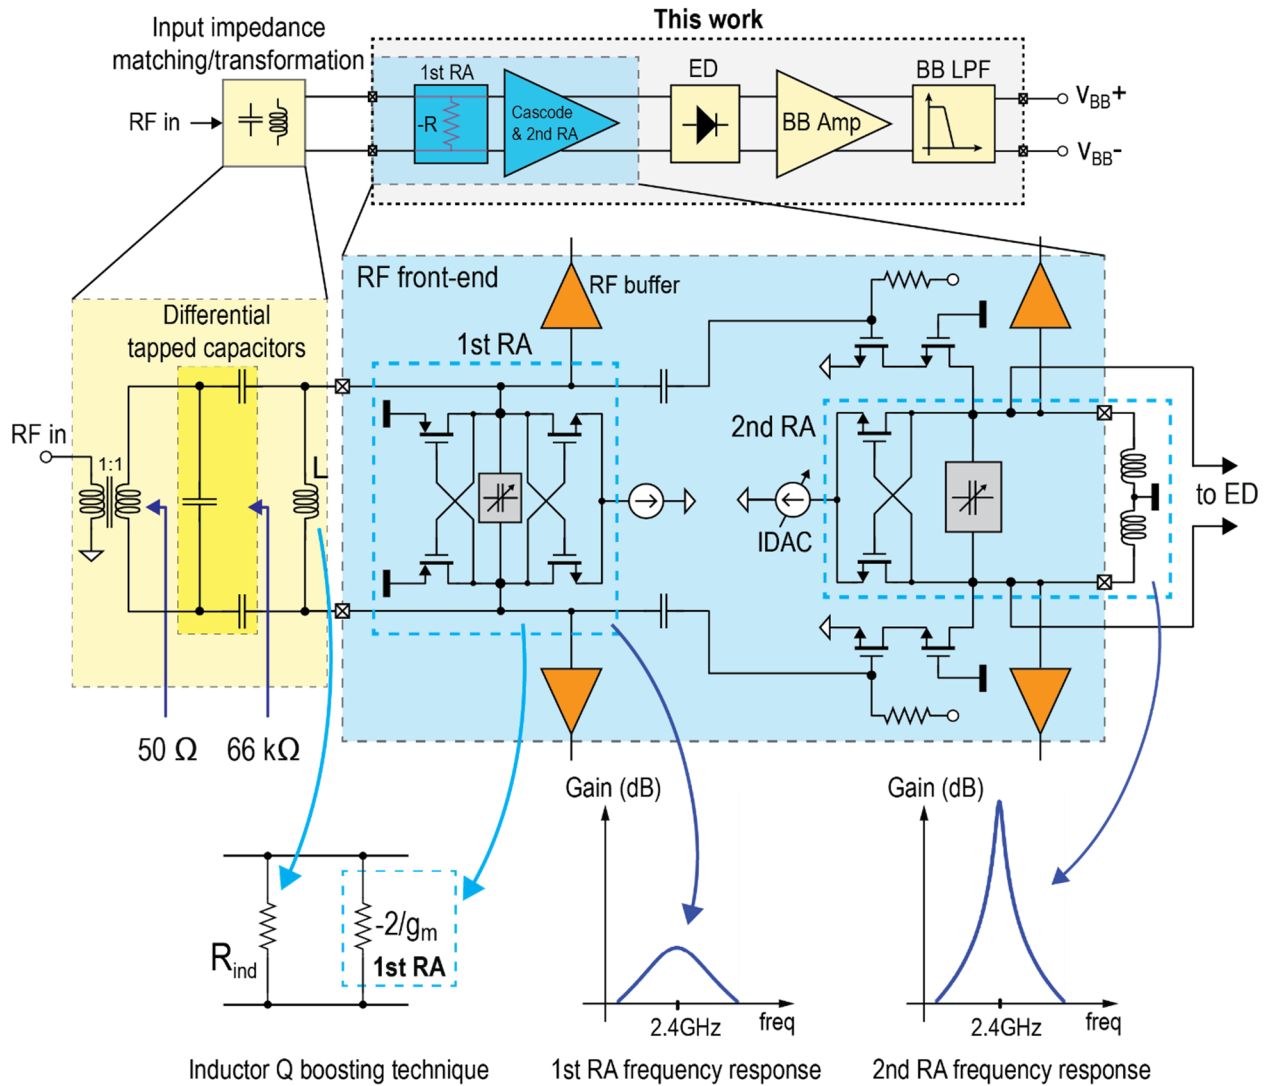 This work
Input impedance
matching/transformation
RF in
1st RA
-R
Cascode
& 2nd RA
ED
BB Amp
BB LPF
VBB+
VBB-
RF front-end
RF buffer
Differential
tapped capacitors
1st RA
2nd RA
RF in
1:1
L
IDAC
to ED
50 Ω
66 kΩ
Gain (dB)
Gain (dB)
Rind
-2/gm
1st RA
2.4GHz
freq
2.4GHz
freq
Inductor Q boosting technique
1st RA frequency response
2nd RA frequency response